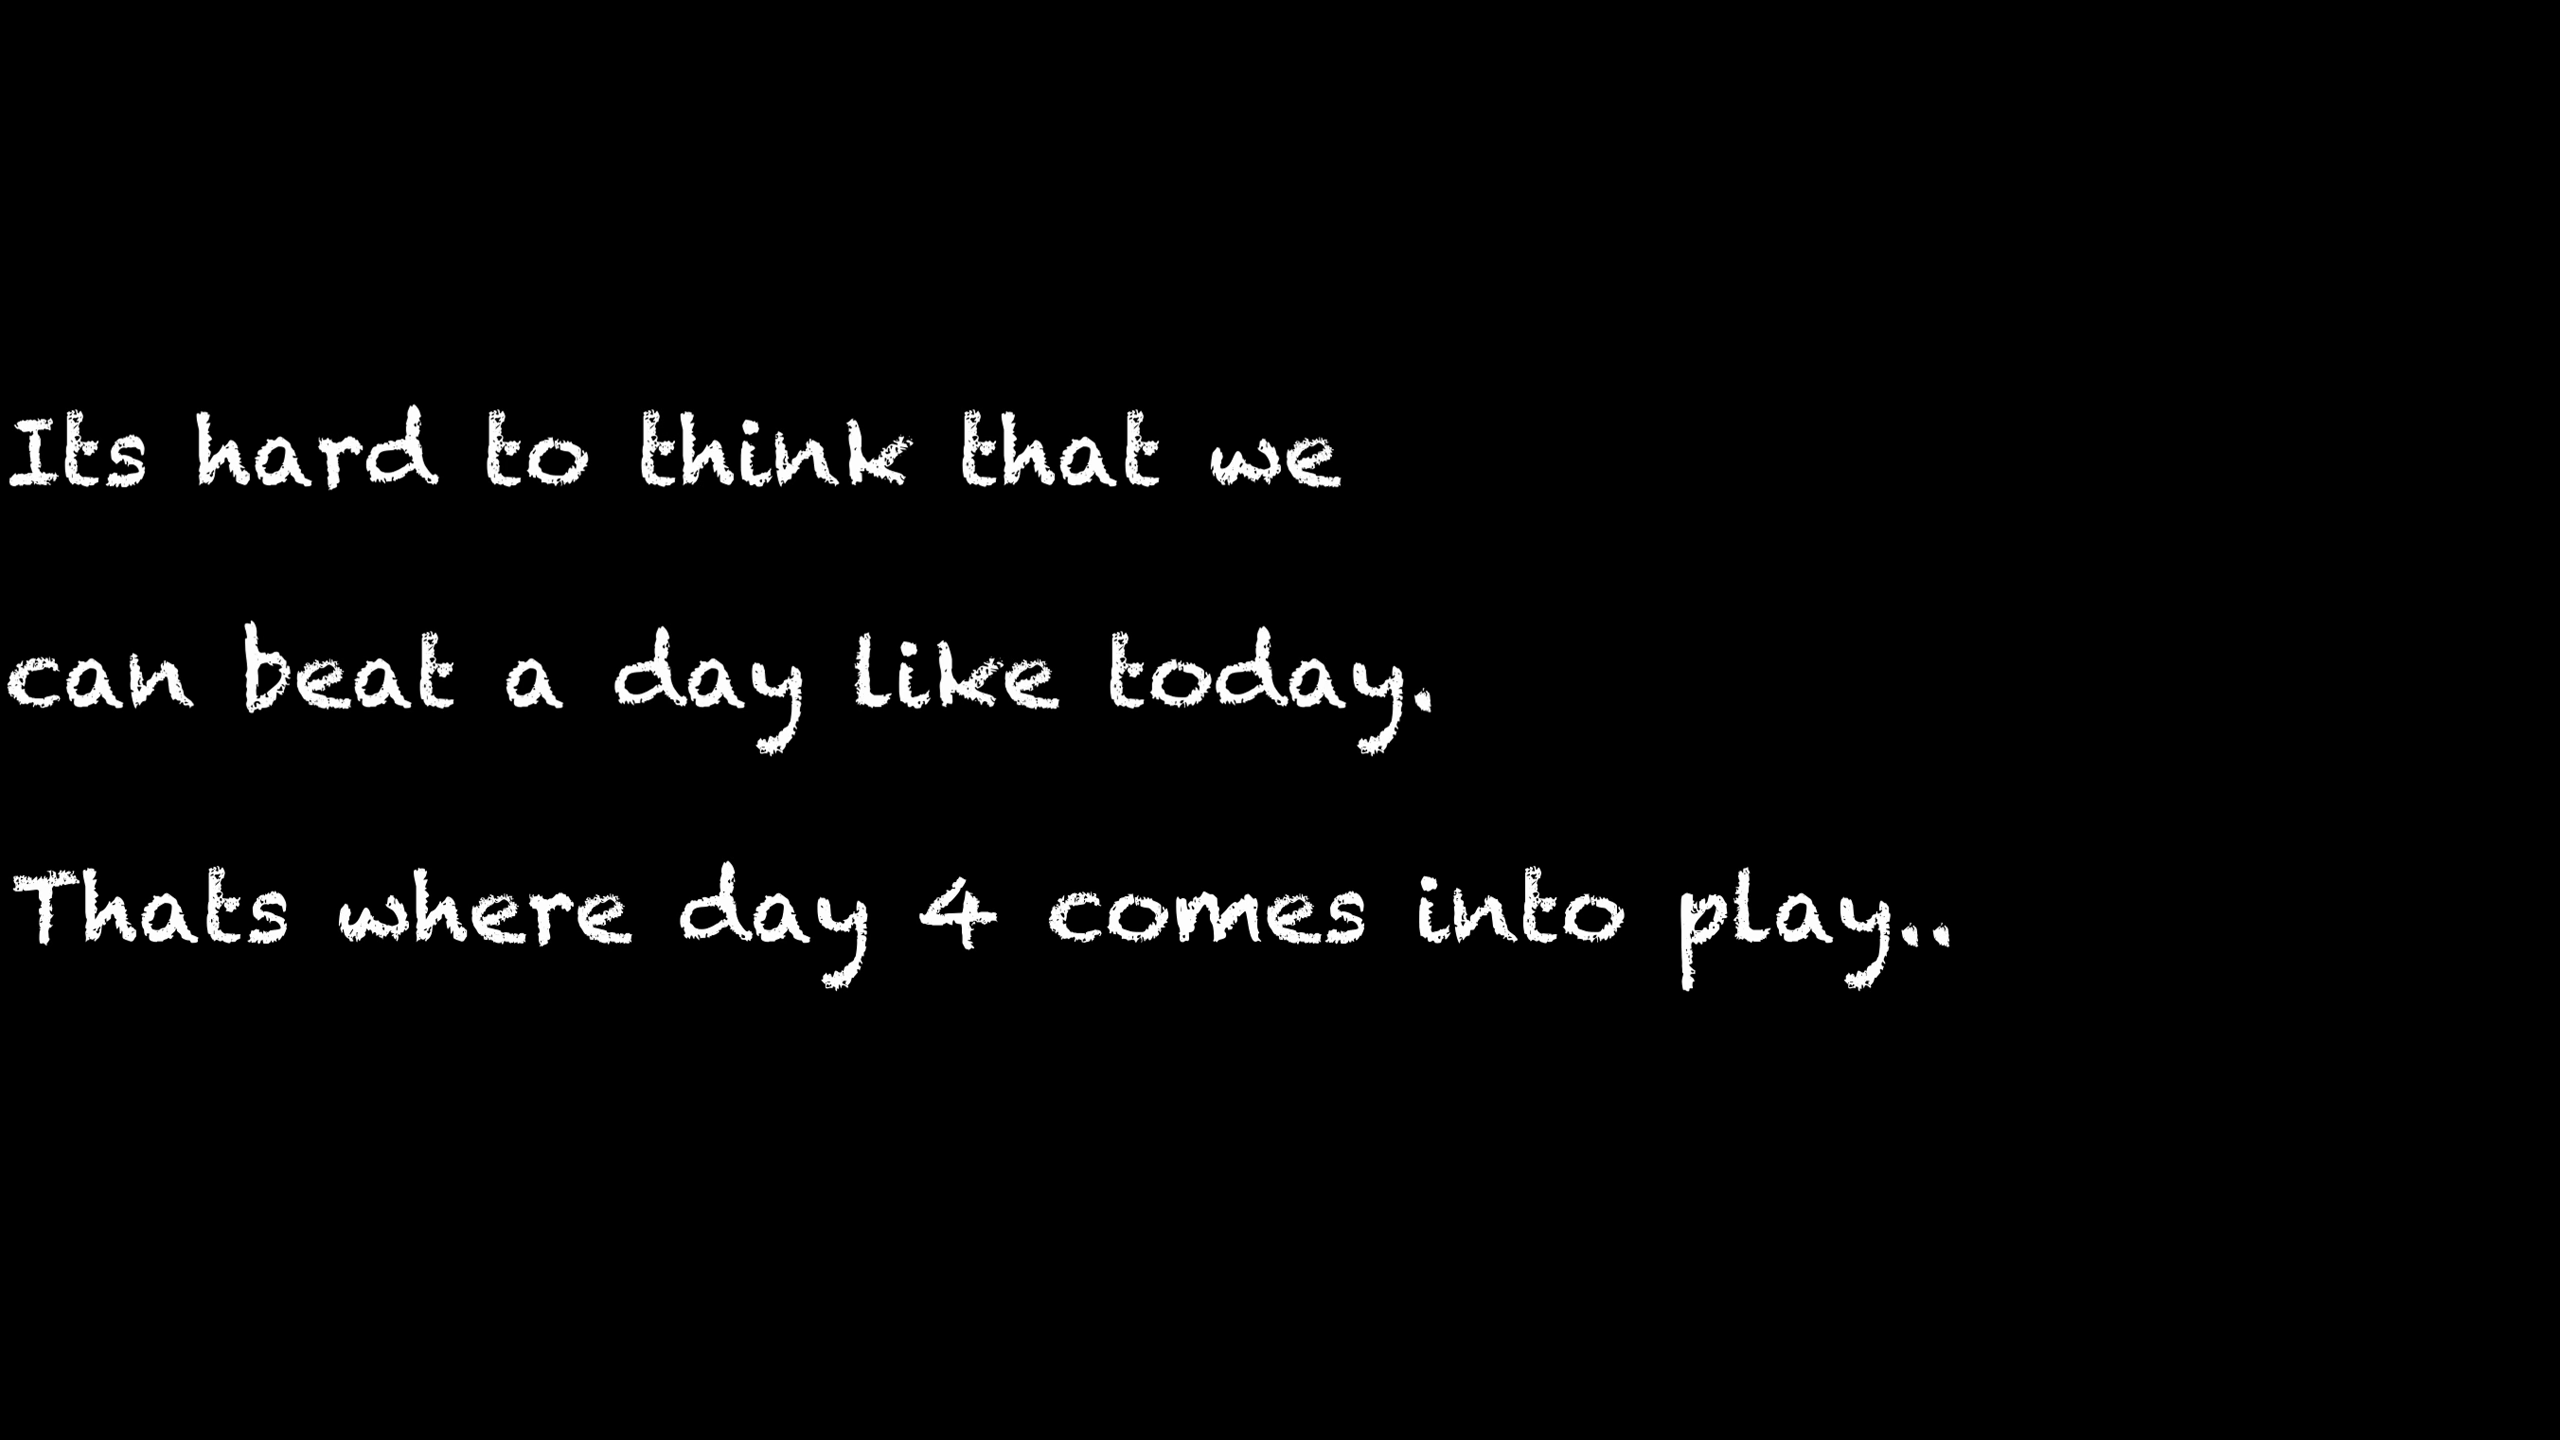 Its hard to think that we
can beat a day like today.
Thats where day 4 comes into play..